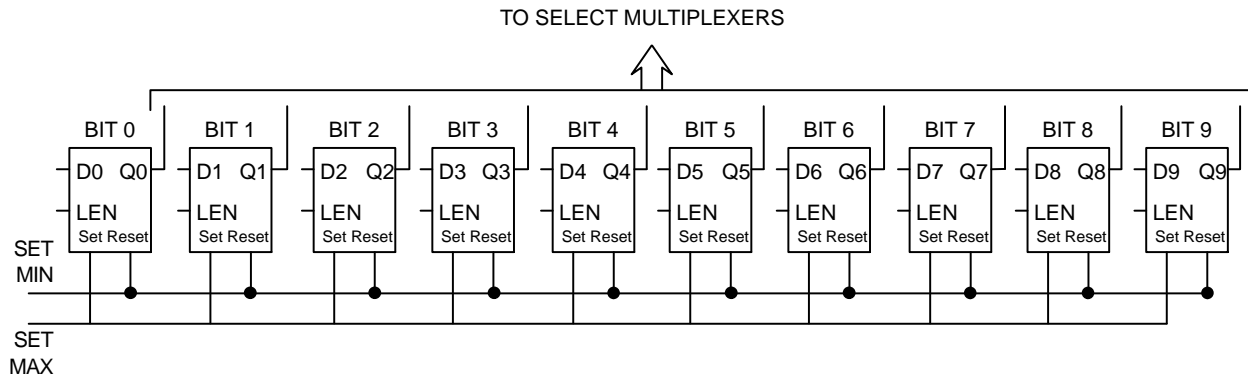 TO SELECT MULTIPLEXERS
BIT 0 BIT 1 BIT 2 BIT 3 BIT 4 BIT 5 BIT 6 BIT 7 BIT 8 BIT 9
D0 Q0 D1 Q1 D2 Q2 D3 Q3 D4 Q4 D5 Q5 D6 Q6 D7 Q7 D8 Q8 D9 Q9
LEN LEN LEN LEN LEN LEN LEN LEN LEN LEN
Set Reset Set Reset Set Reset Set Reset Set Reset Set Reset Set Reset Set Reset Set Reset Set Reset
SET
MIN
SET
MAX